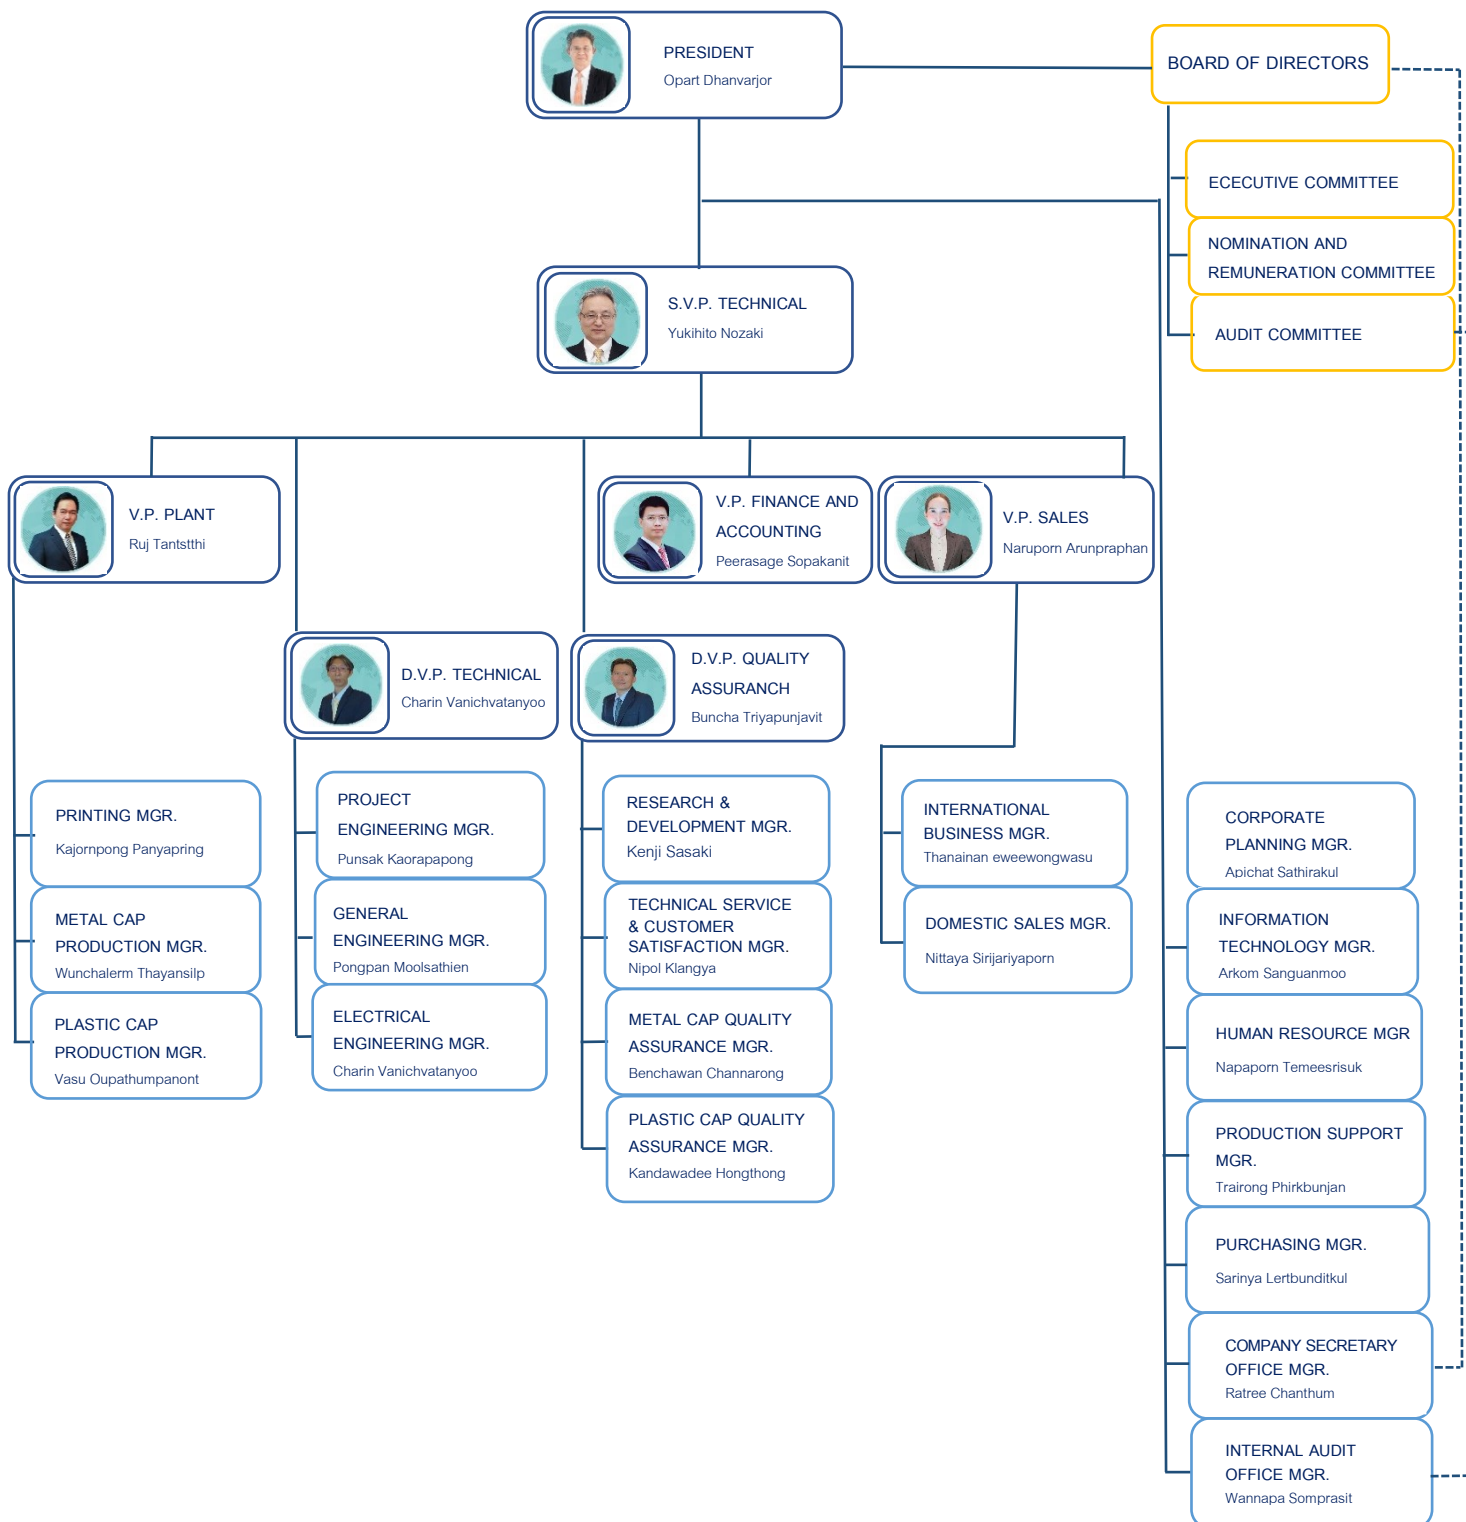 PRESIDENT
Opart Dhanvarjor
BOARD OF DIRECTORS
ECECUTIVE COMMITTEE
NOMINATION AND
REMUNERATION COMMITTEE
AUDIT COMMITTEE
S.V.P. TECHNICAL
Yukihito Nozaki
V.P. PLANT
Ruj Tantstthi
V.P. FINANCE AND
ACCOUNTING
Peerasage Sopakanit
V.P. SALES
Naruporn Arunpraphan
D.V.P. TECHNICAL
Charin Vanichvatanyoo
D.V.P. QUALITY
ASSURANCH
Buncha Triyapunjavit
PRINTING MGR.
Kajornpong Panyapring
METAL CAP
PRODUCTION MGR.
Wunchalerm Thayansilp
PLASTIC CAP
PRODUCTION MGR.
Vasu Oupathumpanont
PROJECT
ENGINEERING MGR.
Punsak Kaorapapong
GENERAL
ENGINEERING MGR.
Pongpan Moolsathien
ELECTRICAL
ENGINEERING MGR.
Charin Vanichvatanyoo
RESEARCH &
DEVELOPMENT MGR.
Kenji Sasaki
TECHNICAL SERVICE
& CUSTOMER
SATISFACTION MGR.
Nipol Klangya
METAL CAP QUALITY
ASSURANCE MGR.
Benchawan Channarong
PLASTIC CAP QUALITY
ASSURANCE MGR.
Kandawadee Hongthong
INTERNATIONAL
BUSINESS MGR.
Thanainan eweewongwasu
DOMESTIC SALES MGR.
Nittaya Sirijariyaporn
CORPORATE
PLANNING MGR.
Apichat Sathirakul
INFORMATION
TECHNOLOGY MGR.
Arkom Sanguanmoo
HUMAN RESOURCE MGR
Napaporn Temeesrisuk
PRODUCTION SUPPORT
MGR.
Trairong Phirkbunjan
PURCHASING MGR.
Sarinya Lertbunditkul
COMPANY SECRETARY
OFFICE MGR.
Ratree Chanthum
INTERNAL AUDIT
OFFICE MGR.
Wannapa Somprasit